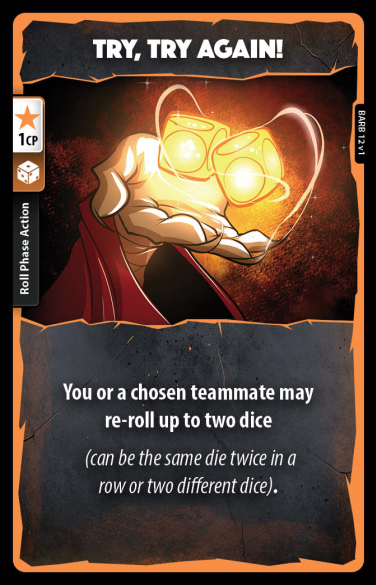 TRY, TRY AGAIN!
1CP
Roll Phase Action
BARB 12 v1
You or a chosen teammate may
re-roll up to two dice
(can be the same die twice in a
row or two different dice).